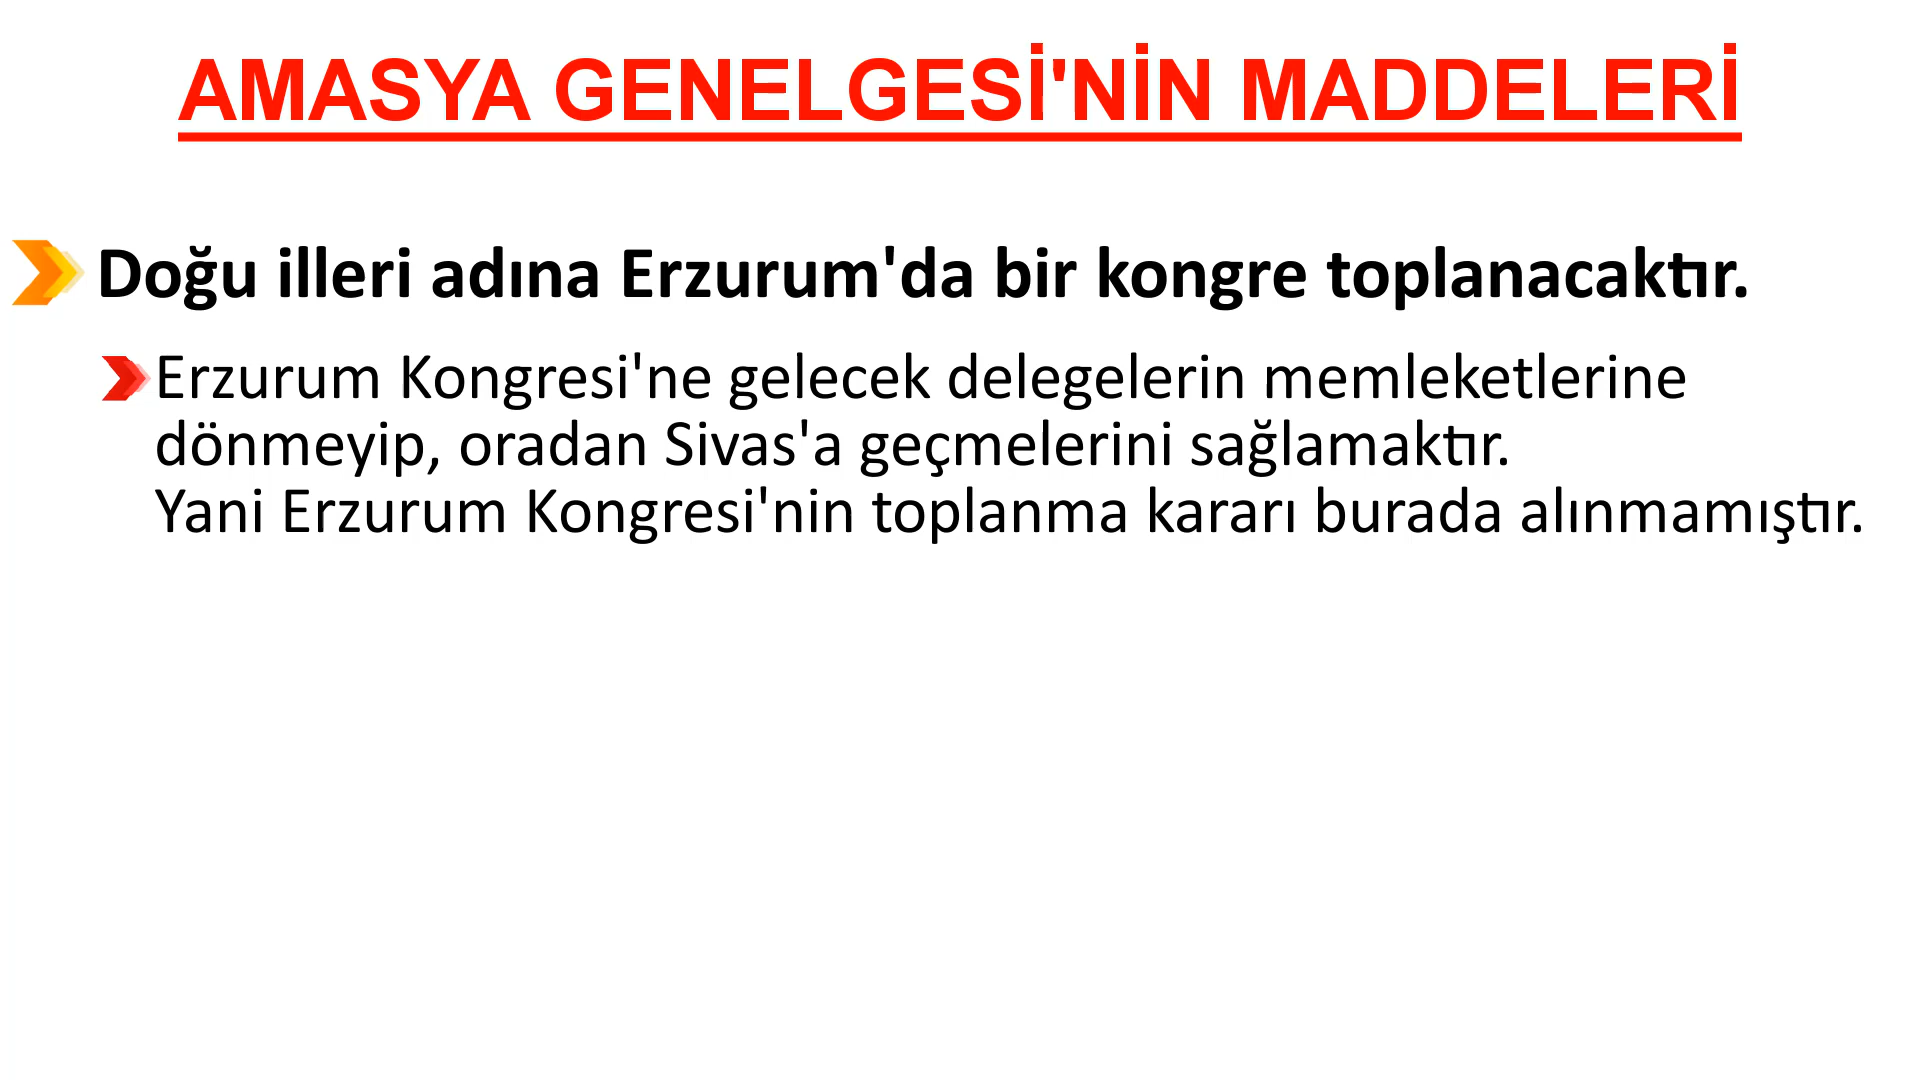 AMASYA GENELGESİ'NİN MADDELERİ
Doğu illeri adına Erzurum'da bir kongre toplanacaktır.
Erzurum Kongresi'ne gelecek delegelerin memleketlerine
dönmeyip, oradan Sivas'a geçmelerini sağlamaktır.
Yani Erzurum Kongresi'nin toplanma kararı burada alınmamıştır.